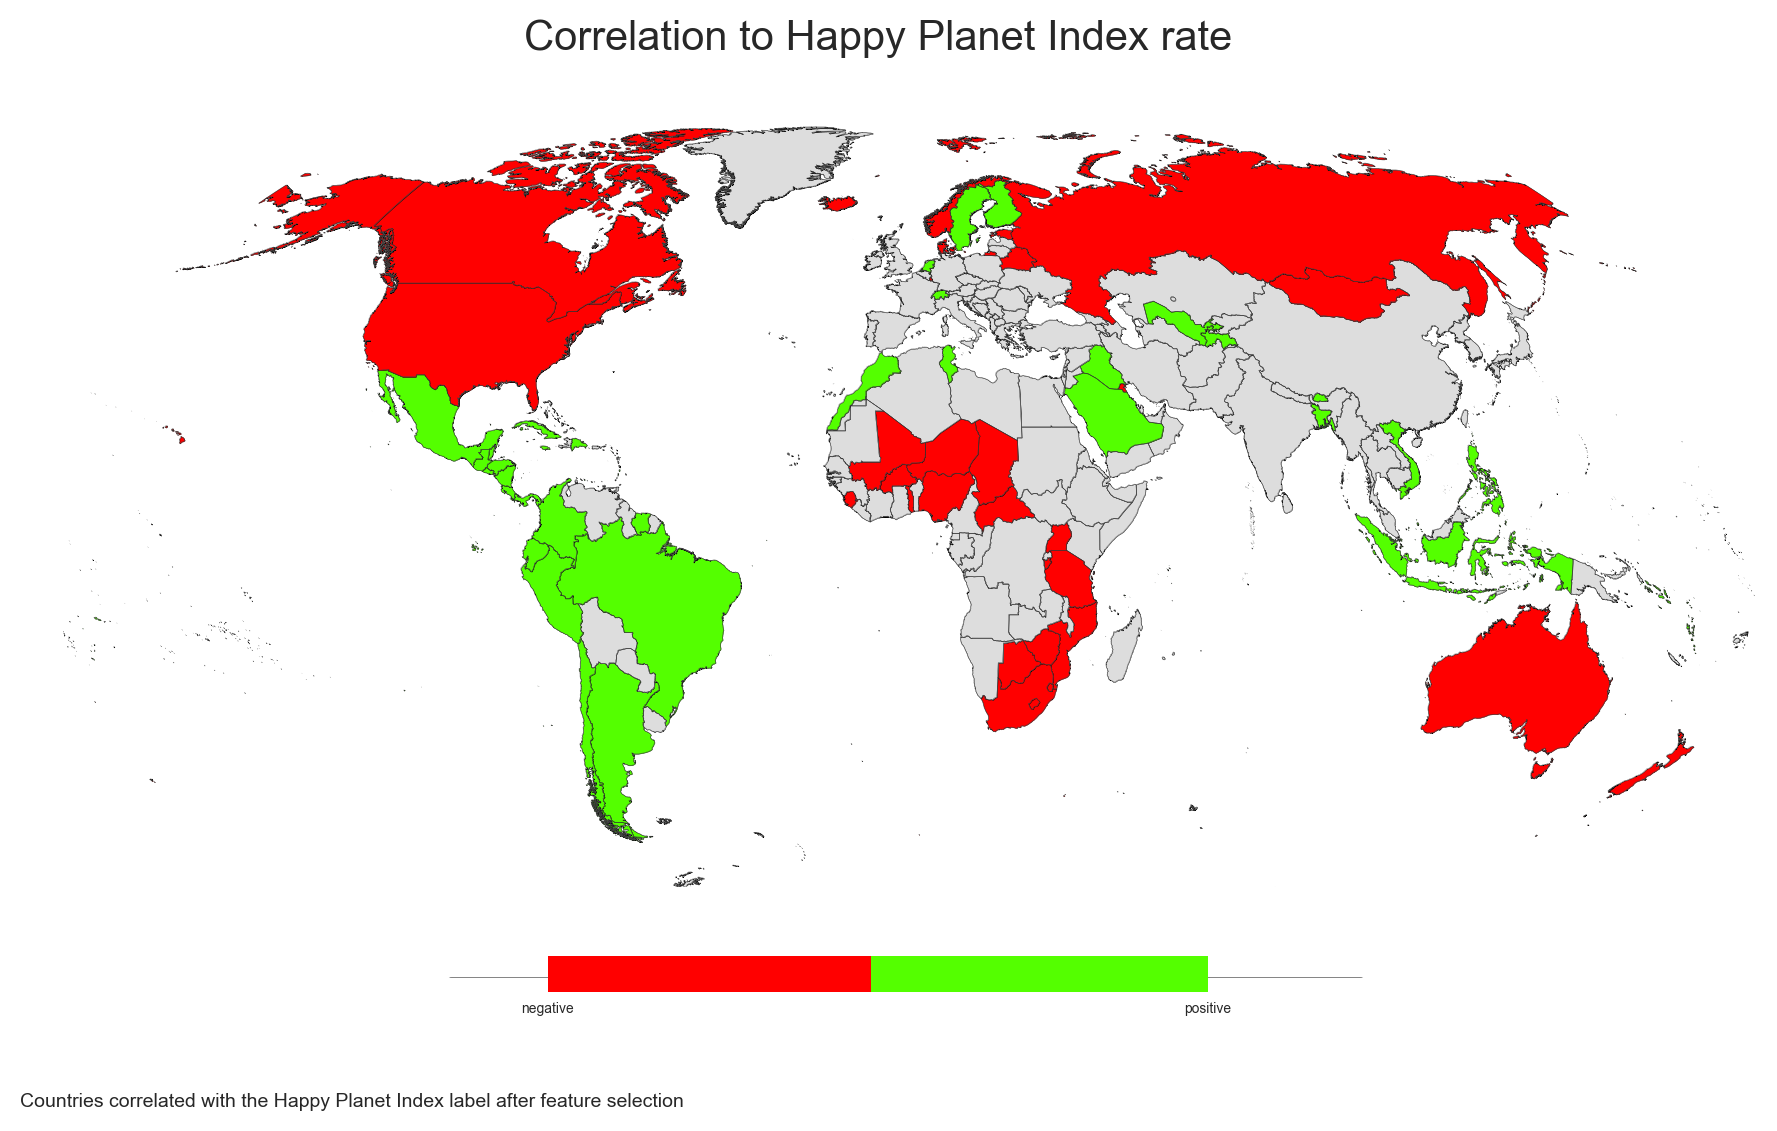 Correlation to Happy Planet Index rate
negative
positive
Countries correlated with the Happy Planet Index label after feature selection